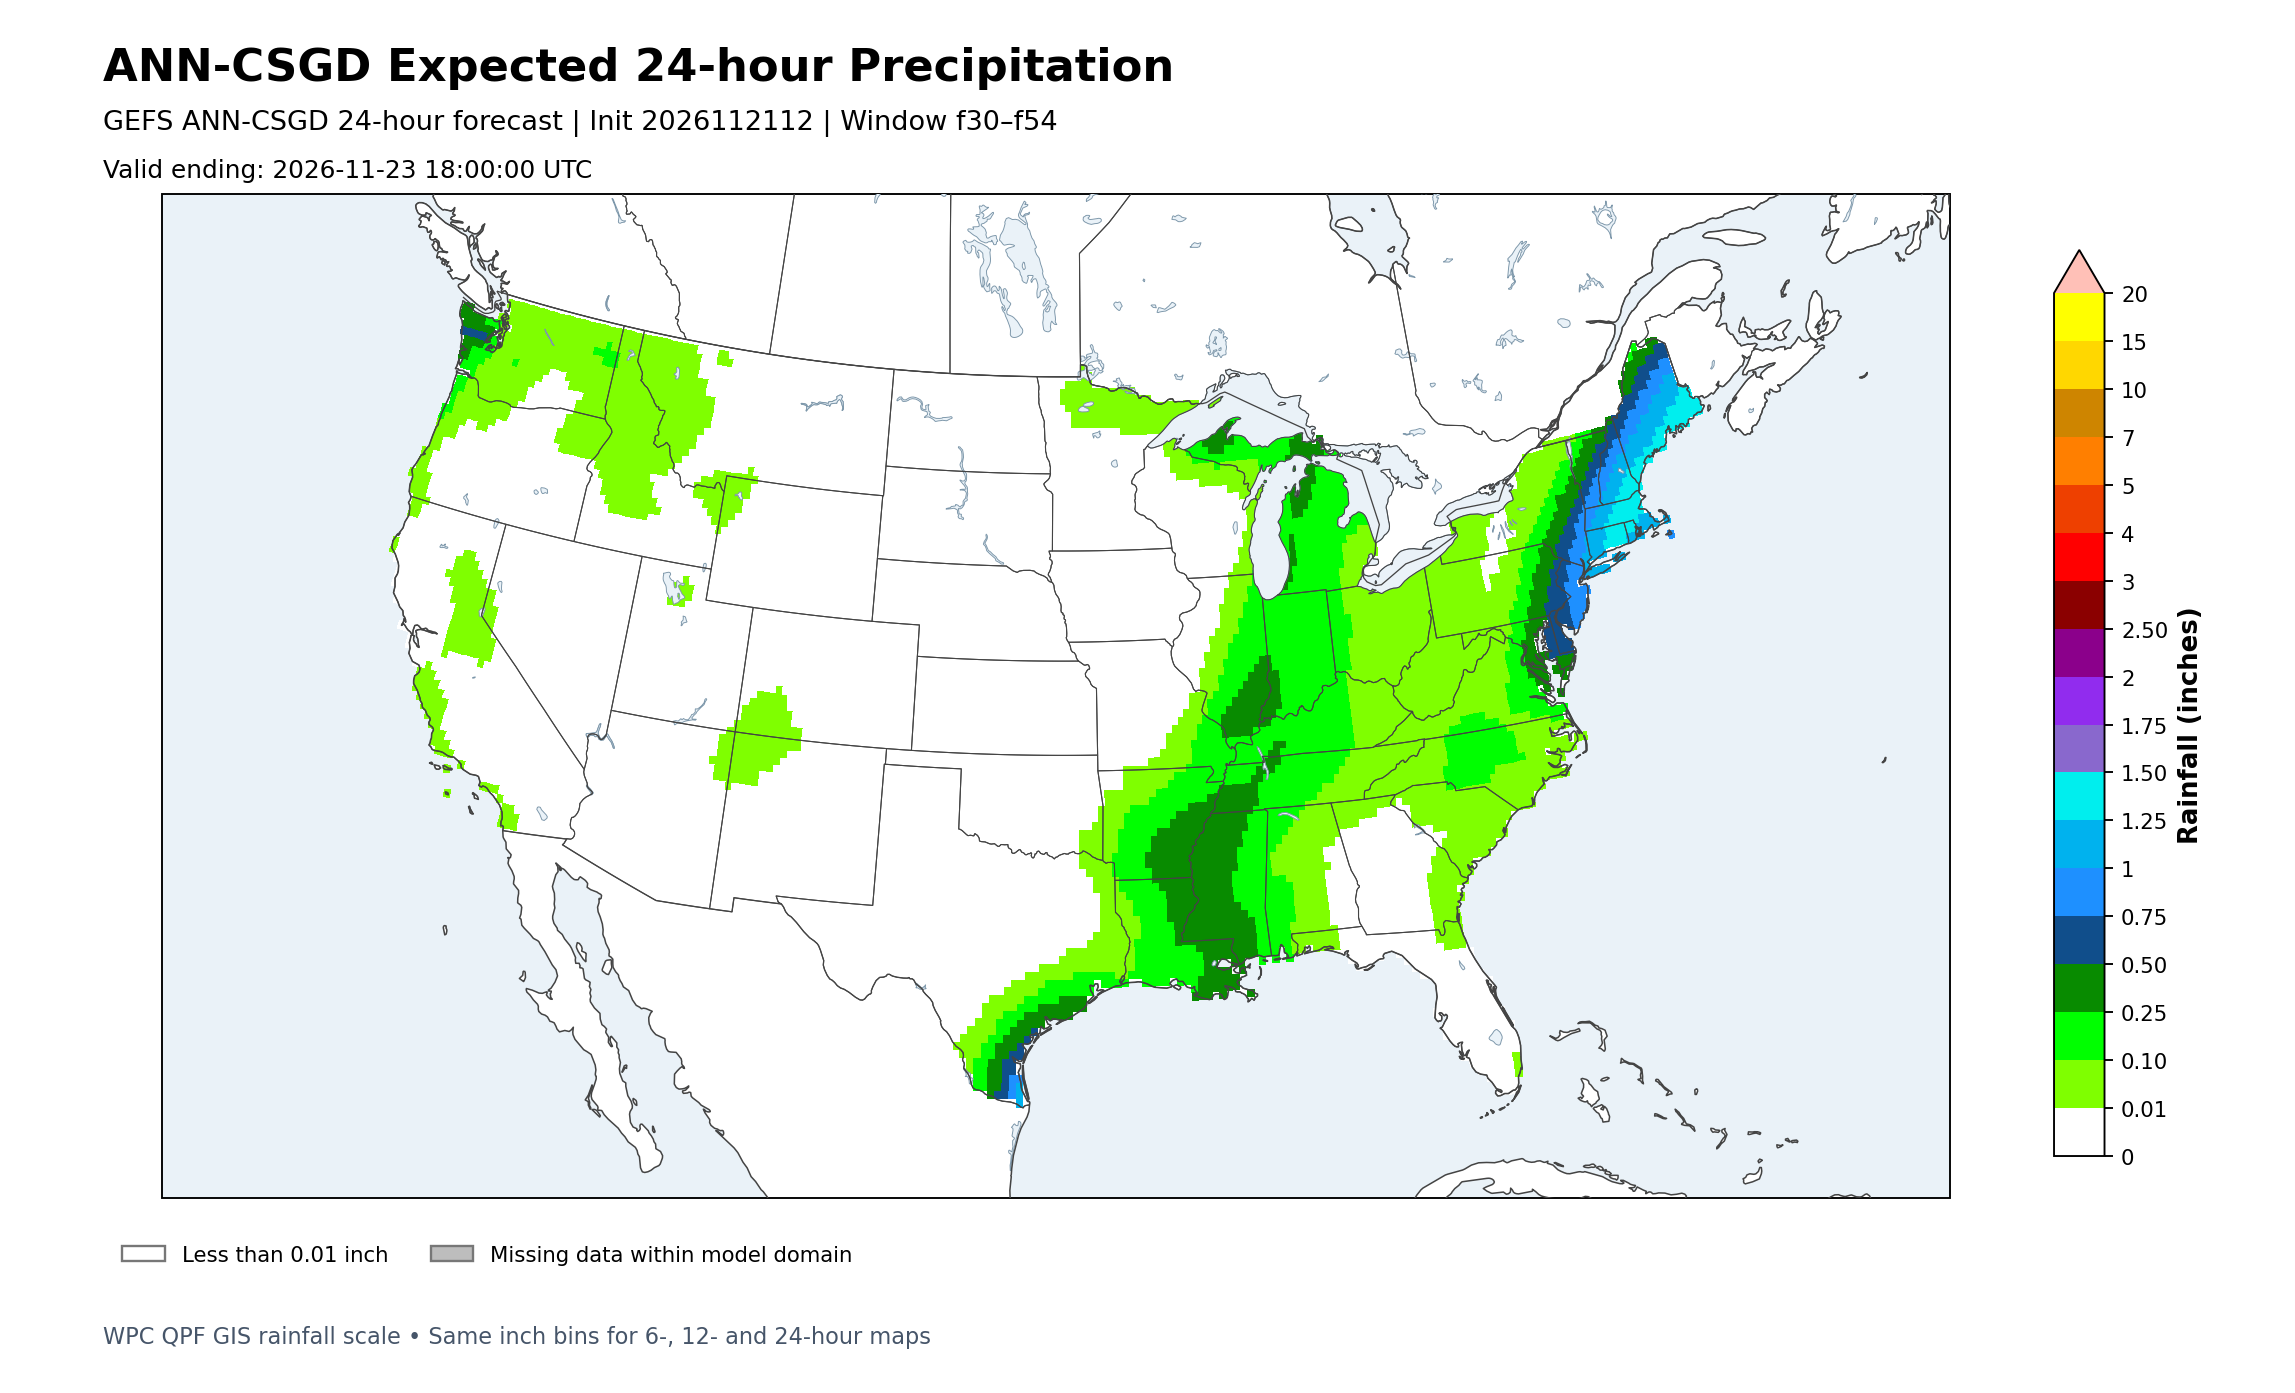 ANN-CSGD Expected 24-hour Precipitation
GEFS ANN-CSGD 24-hour forecast | Init 2026112112 | Window f30–f54
Valid ending: 2026-11-23 18:00:00 UTC
20
15
10
7
5
4
3
2.50
2
1.75
1.50
1.25
1
0.75
0.50
0.25
0.10
0.01
0
Rainfall (inches)
Less than 0.01 inch
Missing data within model domain
WPC QPF GIS rainfall scale • Same inch bins for 6-, 12- and 24-hour maps